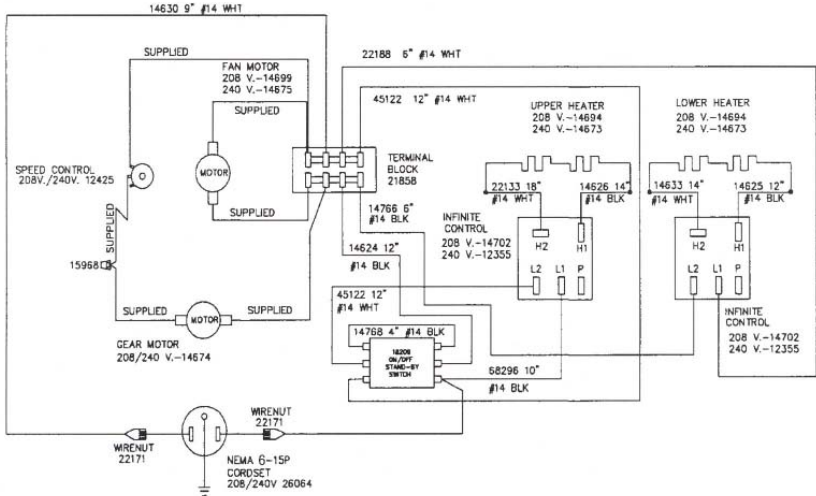 14630 9" #14 WHT
SUPPLIED
22188 6" #14 WHT
FAN MOTOR
208 V.-14699
240 V.-14675
SUPPLIED
45122 12" #14 WHT
UPPER HEATER
208 V.-14694
240 V.-14673
LOWER HEATER
208 V.-14694
240 V.-14673
SPEED CONTROL
208V./240V. 12425
MOTOR
TERMINAL
BLOCK
21858
SUPPLIED
SUPPLIED
22133 18"
#14 WHT
14626 14"
#14 BLK
14633 14"
#14 WHT
14625 12"
#14 BLK
14766 6"
#14 BLK
INFINITE
CONTROL
208 V.-14702
240 V.-12355
H2
H1
L2
L1
P
H2
H1
L2
L1
P
14624 12"
#14 BLK
15968
45122 12"
#14 WHT
SUPPLIED
MOTOR
SUPPLIED
GEAR MOTOR
208/240 V.-14674
14768 4" #14 BLK
18209
ON/OFF
STAND-BY
SWITCH
68296 10"
#14 BLK
INFINITE
CONTROL
208 V.-14702
240 V.-12355
WIRENUT
22171
WIRENUT
22171
NEMA 6-15P
CORDSET
208/240V 26064